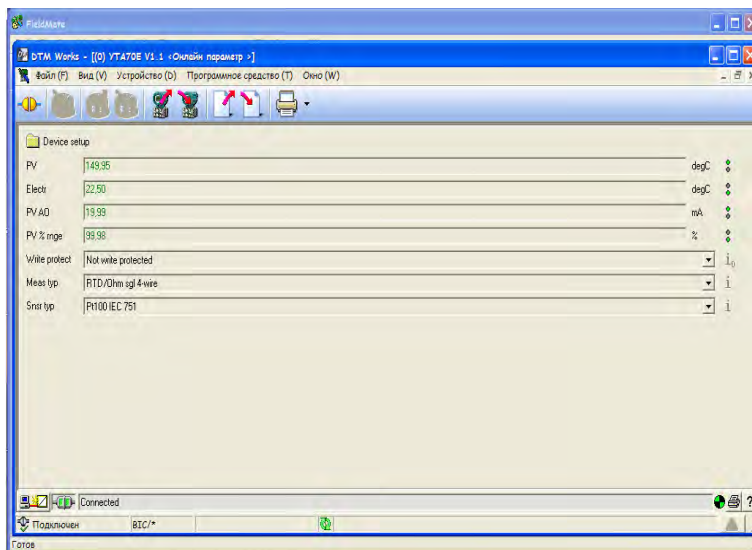 FieldMate
DTM Works - [(0) YTA70E V1.1 <Онлайн параметр >]
Файл (F) Вид (V) Устройство (D) Программное средство (T) Окно (W)
Device setup
PV 149,95 degC
Electr 22,50 degC
PV AO 19,99 mA
PV % rnge 99,98 %
Write protect Not write protected
Meas typ RTD/Ohm sgl 4-wire
Snsr typ Pt100 IEC 751
Connected
Подключен BIC/*
Готов